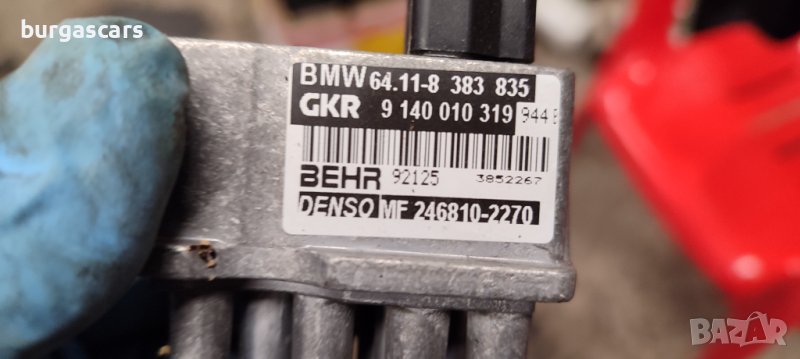 burgascars
BMW 64.11-8 383 835
GKR 9 140 010 319 944
BEHR 92125 3852267
DENSO MF 246810-2270
BAZAR